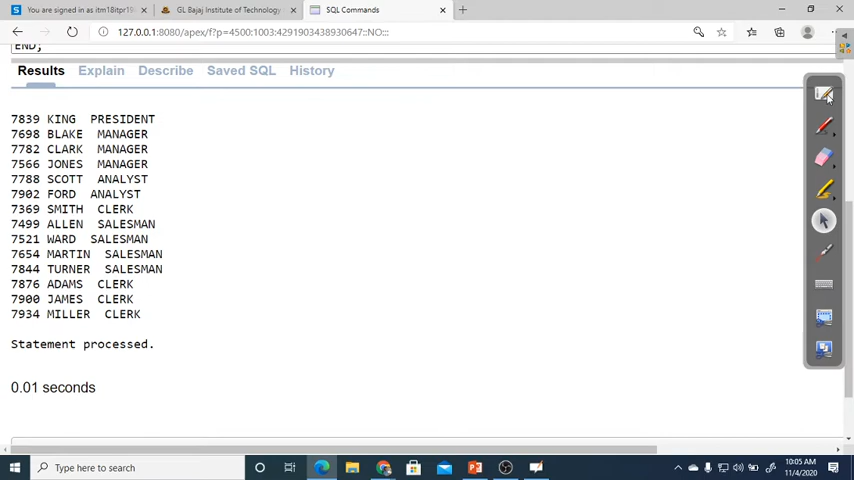 You are signed in as itm18itpr19
GL Bajaj Institute of Technology
SQL Commands
127.0.0.1:8080/apex/f?p=4500:1003:4291903438930647::NO:::
END;
Results
Explain
Describe
Saved SQL
History
7839 KING PRESIDENT
7698 BLAKE MANAGER
7782 CLARK MANAGER
7566 JONES MANAGER
7788 SCOTT ANALYST
7902 FORD ANALYST
7369 SMITH CLERK
7499 ALLEN SALESMAN
7521 WARD SALESMAN
7654 MARTIN SALESMAN
7844 TURNER SALESMAN
7876 ADAMS CLERK
7900 JAMES CLERK
7934 MILLER CLERK
Statement processed.
0.01 seconds
Type here to search
10:05 AM
11/4/2020